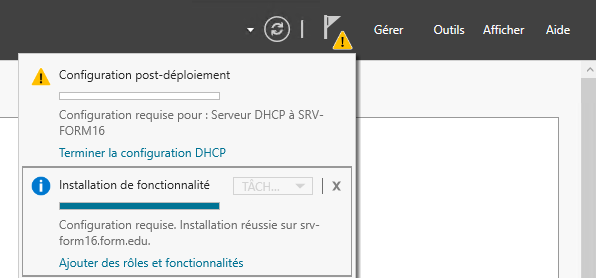 Gérer Outils Afficher Aide
Configuration post-déploiement
Configuration requise pour : Serveur DHCP à SRV-
FORM16
Terminer la configuration DHCP
Installation de fonctionnalité TÂCH... X
Configuration requise. Installation réussie sur srv-
form16.form.edu.
Ajouter des rôles et fonctionnalités